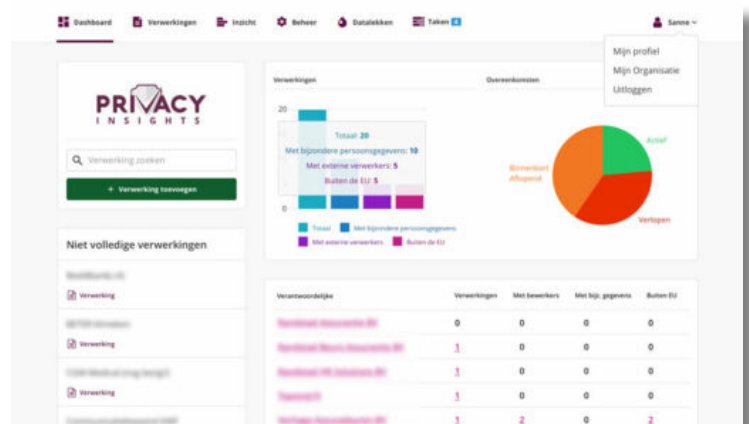 Dashboard Verwerkingen Inzicht Beheer Datalekken Taken 4 Sanne
Mijn profiel
Mijn Organisatie
Uitloggen
PRIVACY
INSIGHTS
Verwerking zoeken
+ Verwerking toevoegen
Niet volledige verwerkingen
Verwerking
Verwerking
Verwerking
Verwerkingen
20
Totaal: 20
Met bijzondere persoonsgegevens: 10
Met externe verwerkers: 5
Buiten de EU: 5
0
Totaal Met bijzondere persoonsgegevens
Met externe verwerkers Buiten de EU
Overeenkomsten
Actief
Binnenkort
Aflopend
Verlopen
Verantwoordelijke Verwerkingen Met bewerkers Met bijz. gegevens Buiten EU
0 0 0 0
1 0 0 0
1 0 0 0
1 0 0 0
1 2 0 2